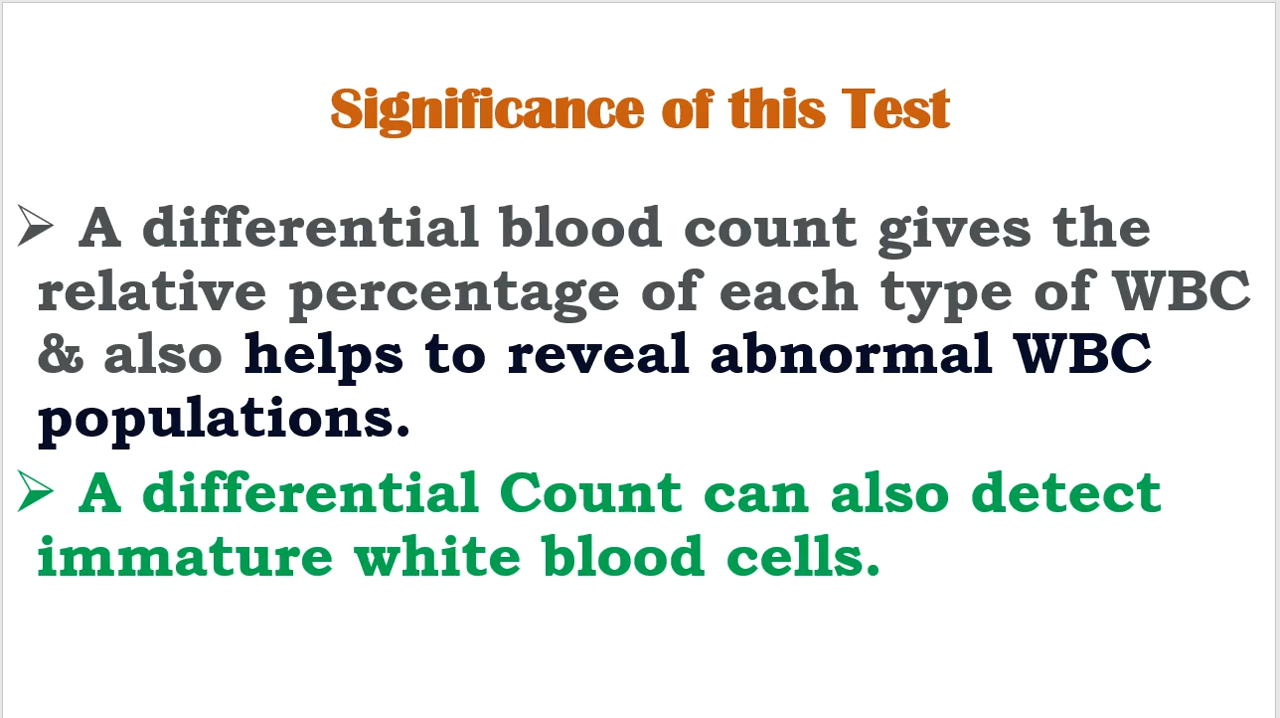 Significance of this Test
➢ A differential blood count gives the
relative percentage of each type of WBC
& also helps to reveal abnormal WBC
populations.
➢ A differential Count can also detect
immature white blood cells.